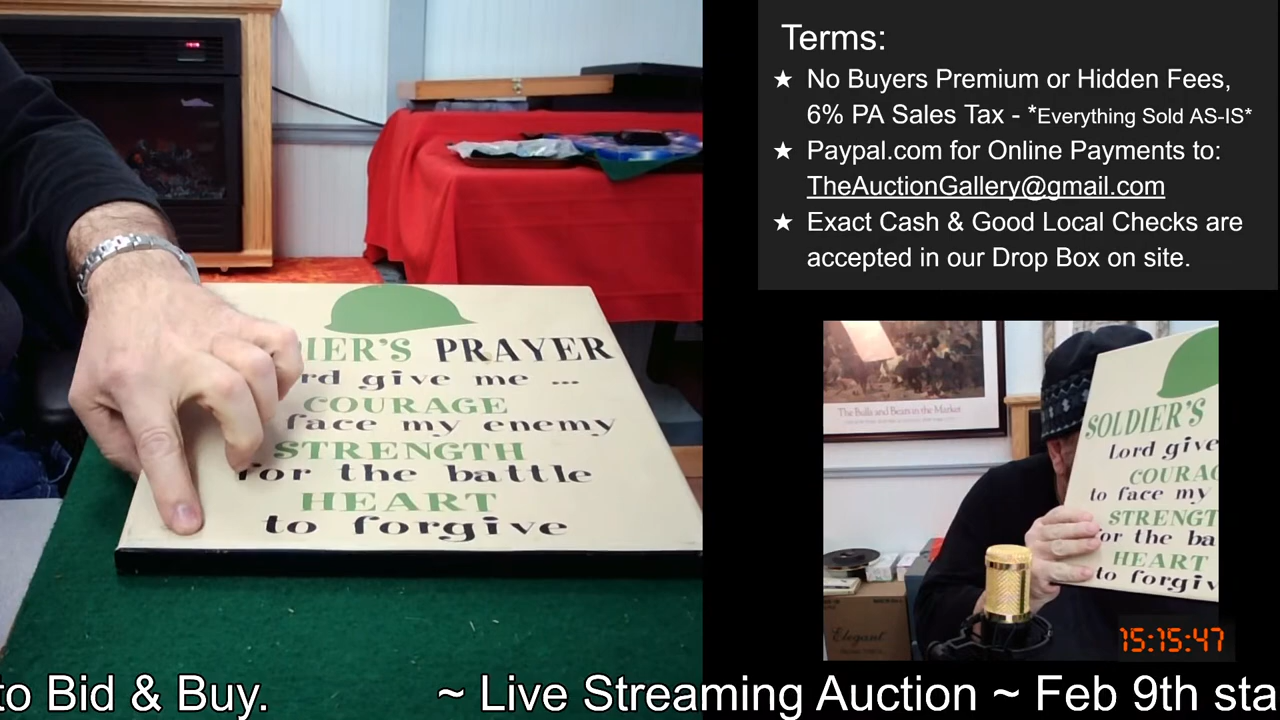 Terms:
★ No Buyers Premium or Hidden Fees,
6% PA Sales Tax - *Everything Sold AS-IS*
★ Paypal.com for Online Payments to:
TheAuctionGallery@gmail.com
★ Exact Cash & Good Local Checks are
accepted in our Drop Box on site.
IER'S PRAYER
rd give me ...
COURAGE
face my enemy
STRENGTH
for the battle
HEART
to forgive
The Bulls and Bears in the Market
SOLDIER'S
Lord give
COURAG
to face my
STRENGT
for the ba
HEART
to forgiv
Elegant
15:15:47
to Bid & Buy. ~ Live Streaming Auction ~ Feb 9th sta